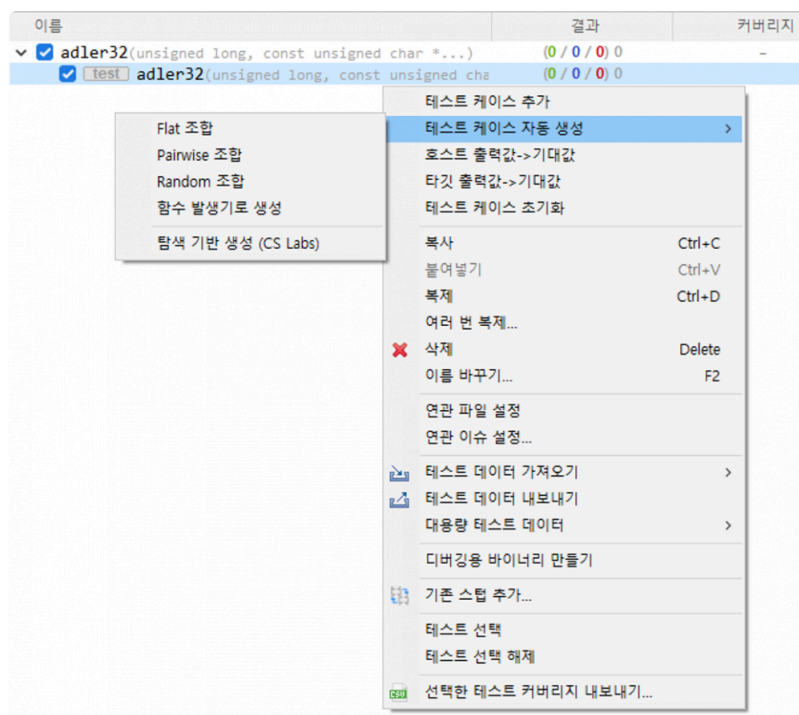 이름 결과 커버리지
adler32(unsigned long, const unsigned char *...) (0 / 0 / 0) 0 -
test adler32(unsigned long, const unsigned cha (0 / 0 / 0) 0
테스트 케이스 추가
테스트 케이스 자동 생성 >
Flat 조합
Pairwise 조합
Random 조합
함수 발생기로 생성
탐색 기반 생성 (CS Labs)
호스트 출력값->기대값
타깃 출력값->기대값
테스트 케이스 초기화
복사 Ctrl+C
붙여넣기 Ctrl+V
복제 Ctrl+D
여러 번 복제...
삭제 Delete
이름 바꾸기... F2
연관 파일 설정
연관 이슈 설정...
테스트 데이터 가져오기 >
테스트 데이터 내보내기
대용량 테스트 데이터 >
디버깅용 바이너리 만들기
기존 스텁 추가...
테스트 선택
테스트 선택 해제
CSV 선택한 테스트 커버리지 내보내기...